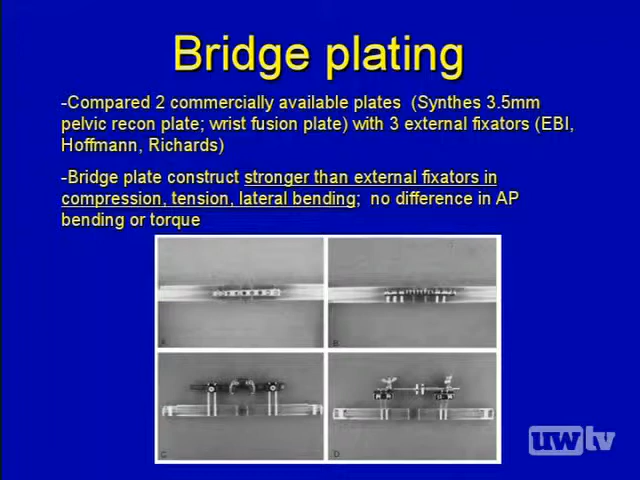 Bridge plating
-Compared 2 commercially available plates (Synthes 3.5mm
pelvic recon plate; wrist fusion plate) with 3 external fixators (EBI,
Hoffmann, Richards)
-Bridge plate construct stronger than external fixators in
compression, tension, lateral bending; no difference in AP
bending or torque
A
B
C
D
uwtv